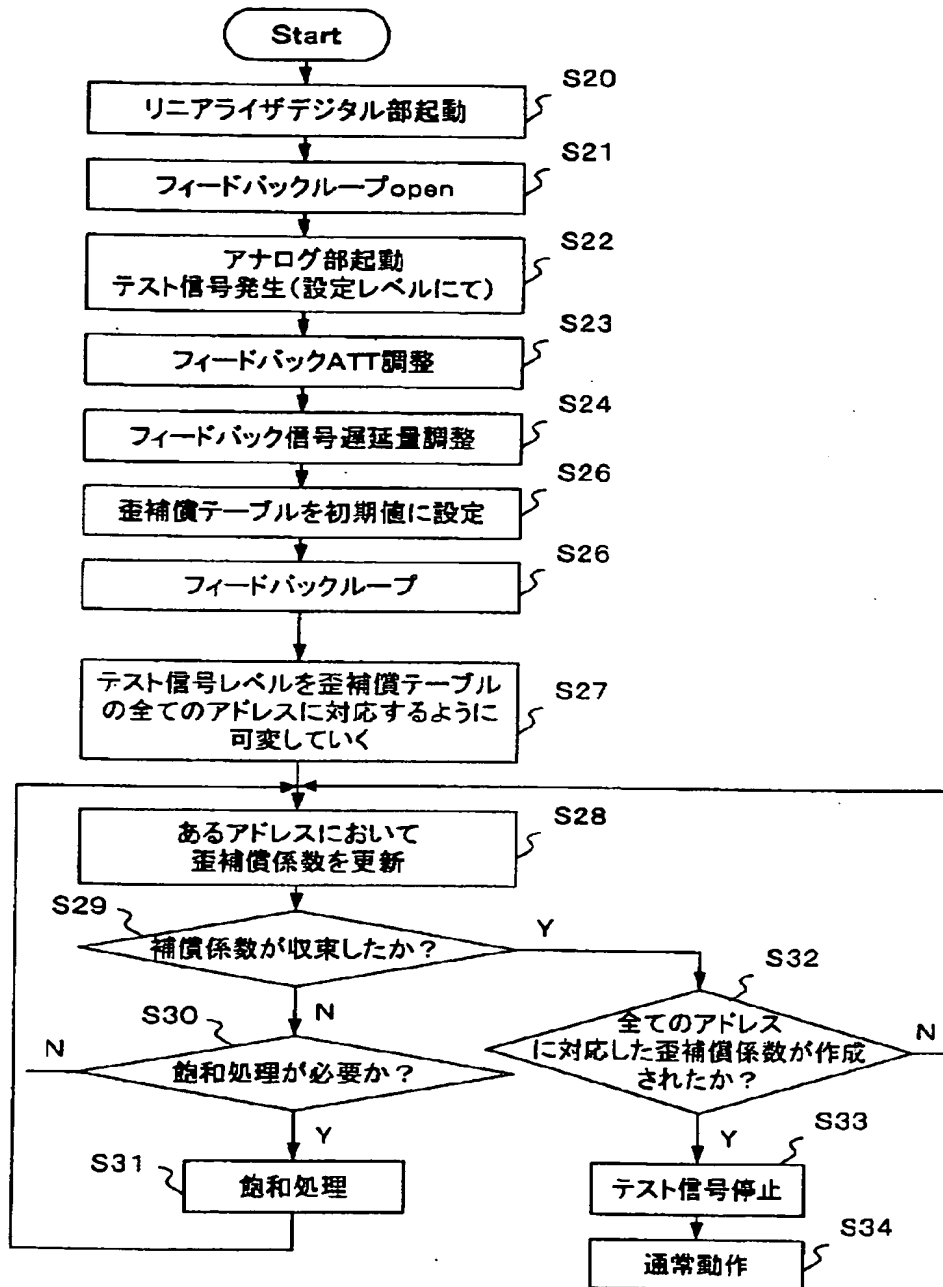 Start
S20
リニアライザデジタル部起動
S21
フィードバックループopen
S22
アナログ部起動
テスト信号発生(設定レベルにて)
S23
フィードバックATT調整
S24
フィードバック信号遅延量調整
S26
歪補償テーブルを初期値に設定
S26
フィードバックループ
S27
テスト信号レベルを歪補償テーブル
の全てのアドレスに対応するように
可変していく
S28
あるアドレスにおいて
歪補償係数を更新
S29
補償係数が収束したか?
Y
N
S30
飽和処理が必要か?
N
Y
S31
飽和処理
S32
全てのアドレス
に対応した歪補償係数が作成
されたか?
N
Y
S33
テスト信号停止
S34
通常動作